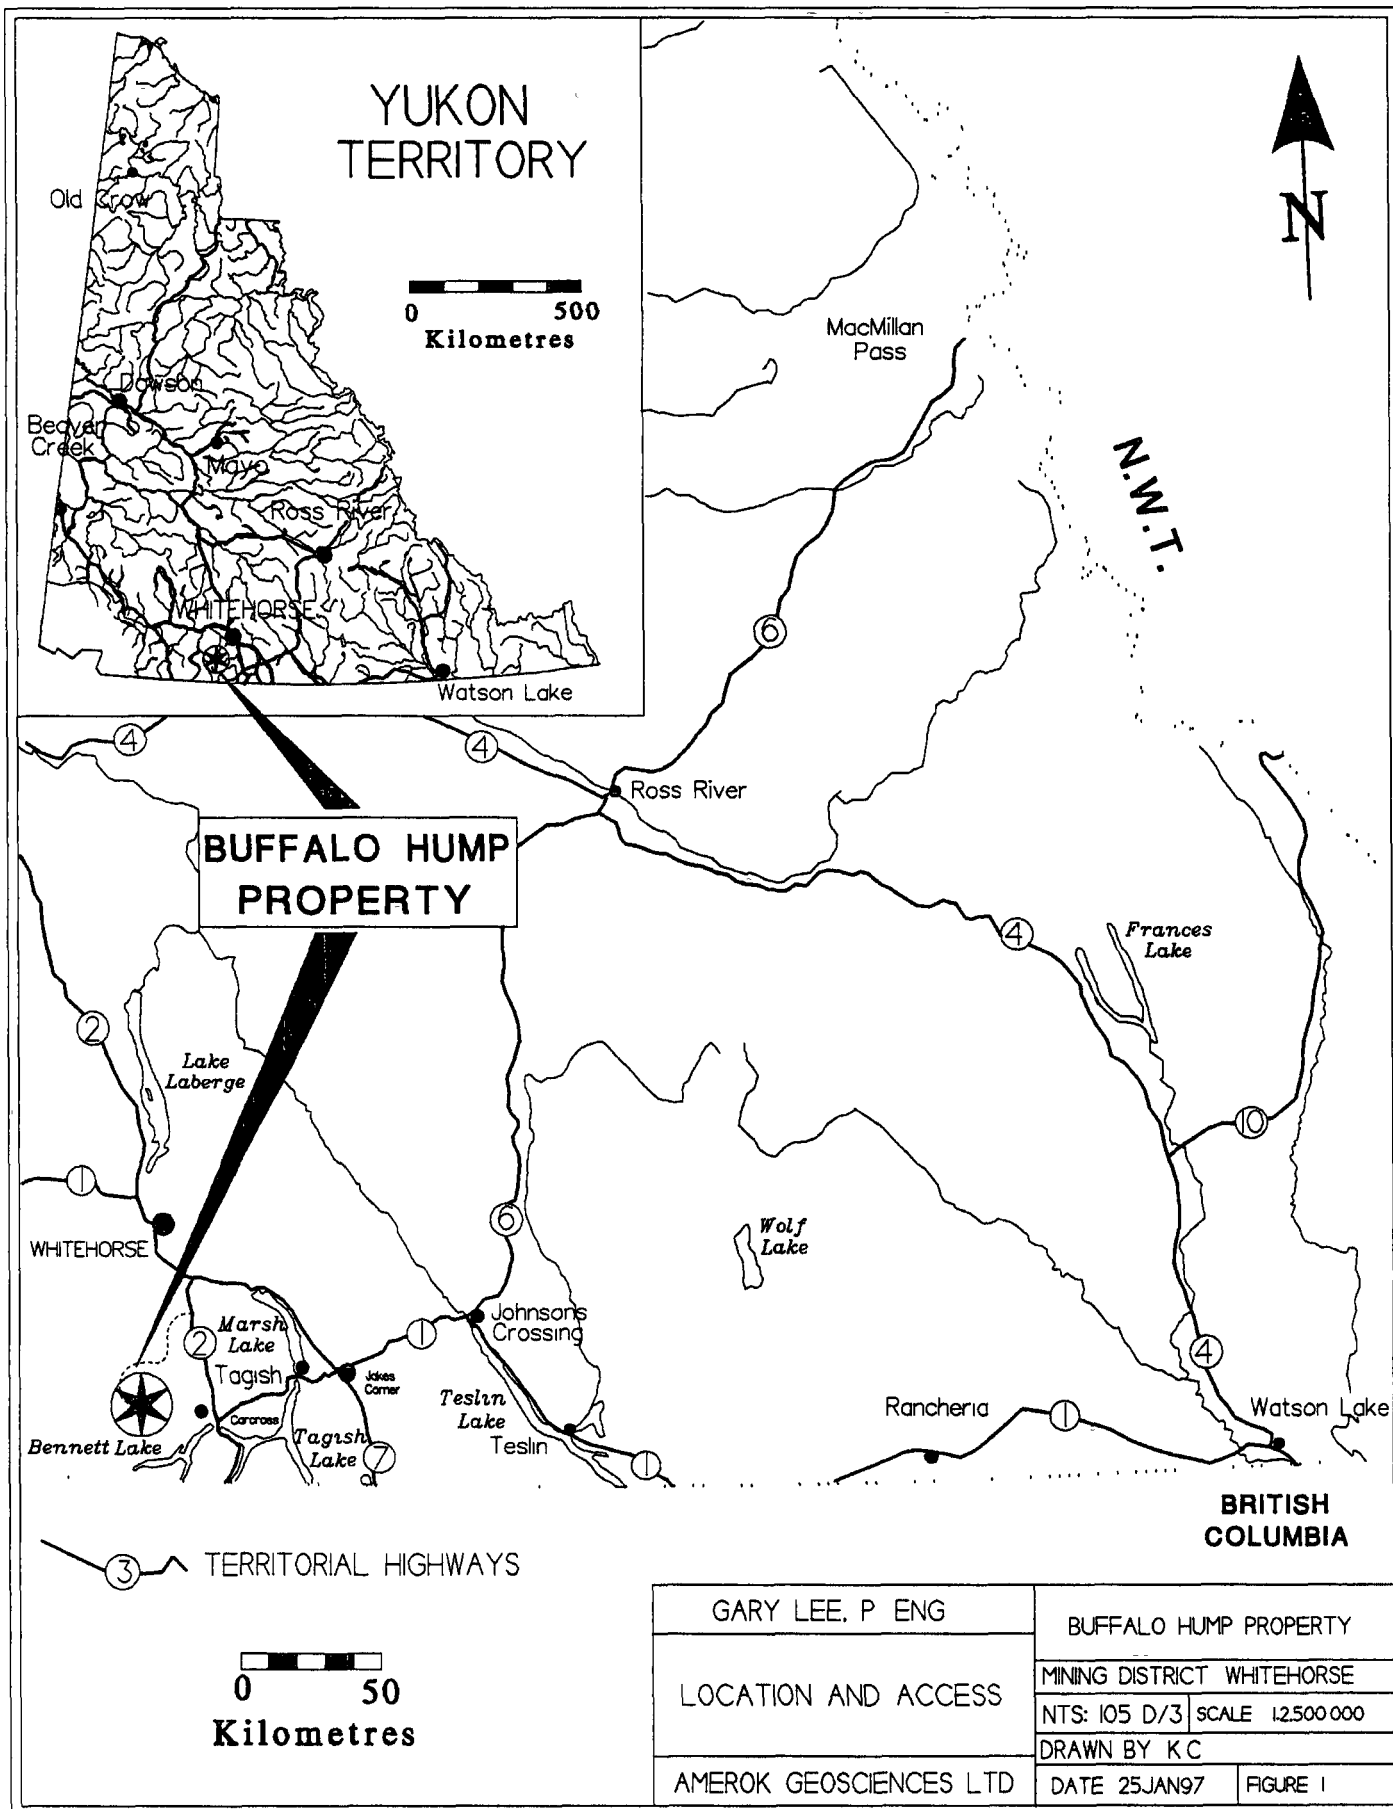 YUKON
TERRITORY
Old Crow
0 500
Kilometres
Dawson
Beaver
Creek
Mayo
Ross River
WHITEHORSE
Watson Lake
N
MacMillan
Pass
N.W.T.
6
4
4
Ross River
BUFFALO HUMP
PROPERTY
4
Frances
Lake
2
Lake
Laberge
10
1
6
Wolf
Lake
WHITEHORSE
Johnsons
Crossing
Marsh
Lake
2
1
4
Tagish
Jakes
Corner
Teslin
Lake
Rancheria
1
Watson Lake
Carcross
Bennett Lake
Tagish
Lake
7
Teslin
1
BRITISH
COLUMBIA
3 TERRITORIAL HIGHWAYS
0 50
Kilometres
GARY LEE, P ENG
LOCATION AND ACCESS
AMEROK GEOSCIENCES LTD
BUFFALO HUMP PROPERTY
MINING DISTRICT WHITEHORSE
NTS: 105 D/3 SCALE 1:2,500 000
DRAWN BY K C
DATE 25JAN97 FIGURE 1